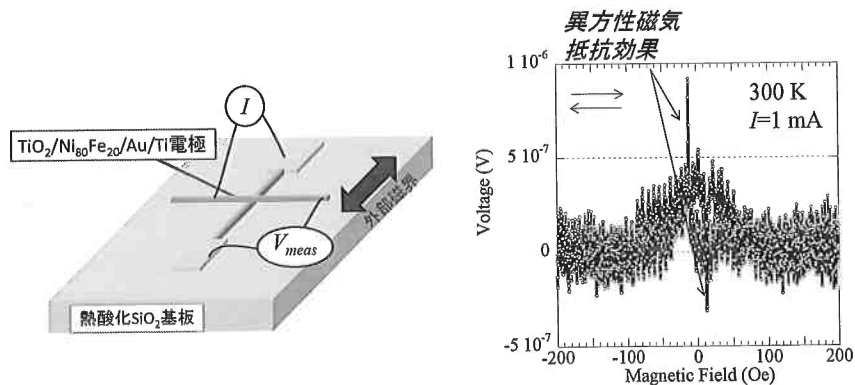 I
TiO₂/Ni₈₀Fe₂₀/Au/Ti電極
外部磁界
Vmeas
熱酸化SiO₂基板
異方性磁気
抵抗効果
1 10⁻⁶
300 K
I=1 mA
5 10⁻⁷
Voltage (V)
0
-5 10⁻⁷
-200 -100 0 100 200
Magnetic Field (Oe)